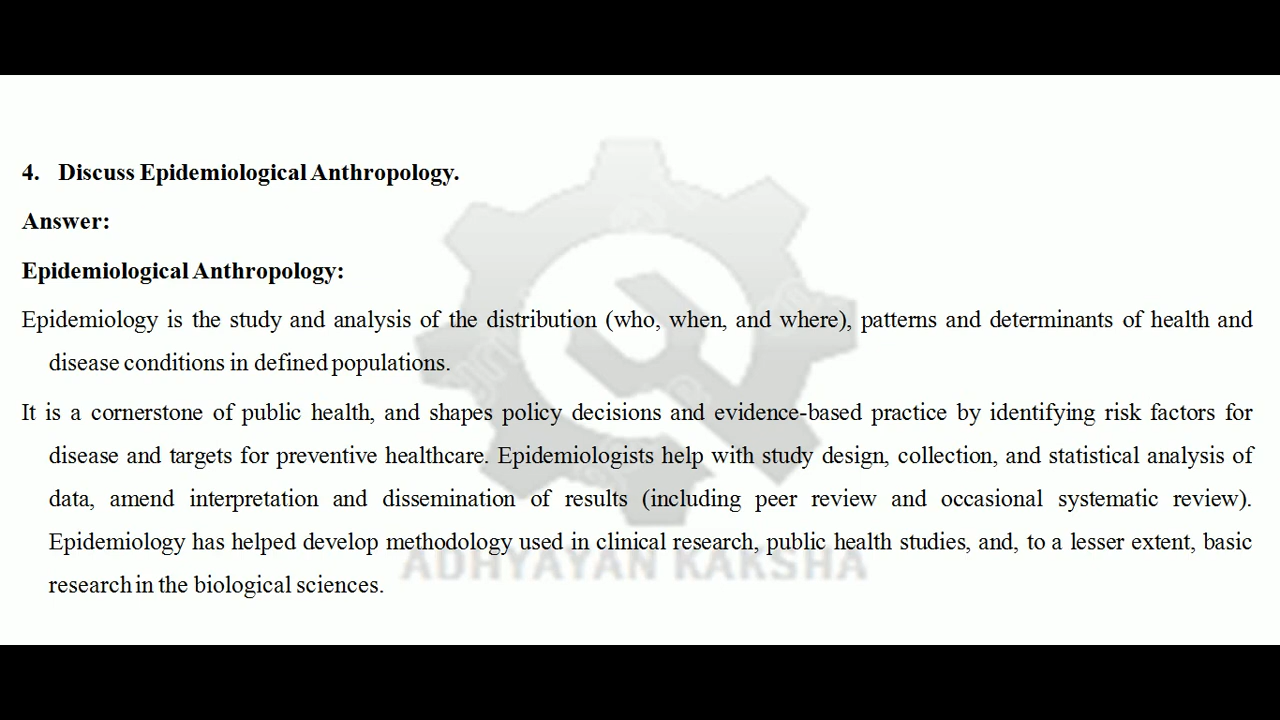 4. Discuss Epidemiological Anthropology.
Answer:
Epidemiological Anthropology:
Epidemiology is the study and analysis of the distribution (who, when, and where), patterns and determinants of health and
disease conditions in defined populations.
It is a cornerstone of public health, and shapes policy decisions and evidence-based practice by identifying risk factors for
disease and targets for preventive healthcare. Epidemiologists help with study design, collection, and statistical analysis of
data, amend interpretation and dissemination of results (including peer review and occasional systematic review).
Epidemiology has helped develop methodology used in clinical research, public health studies, and, to a lesser extent, basic
ADHYAYAN KAKSHA
research in the biological sciences.